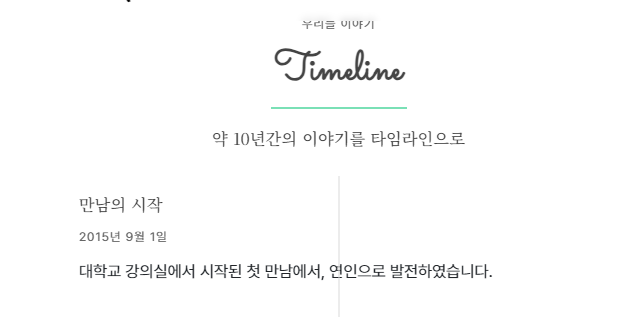 우리들 이야기
Timeline
약 10년간의 이야기를 타임라인으로
만남의 시작
2015년 9월 1일
대학교 강의실에서 시작된 첫 만남에서, 연인으로 발전하였습니다.